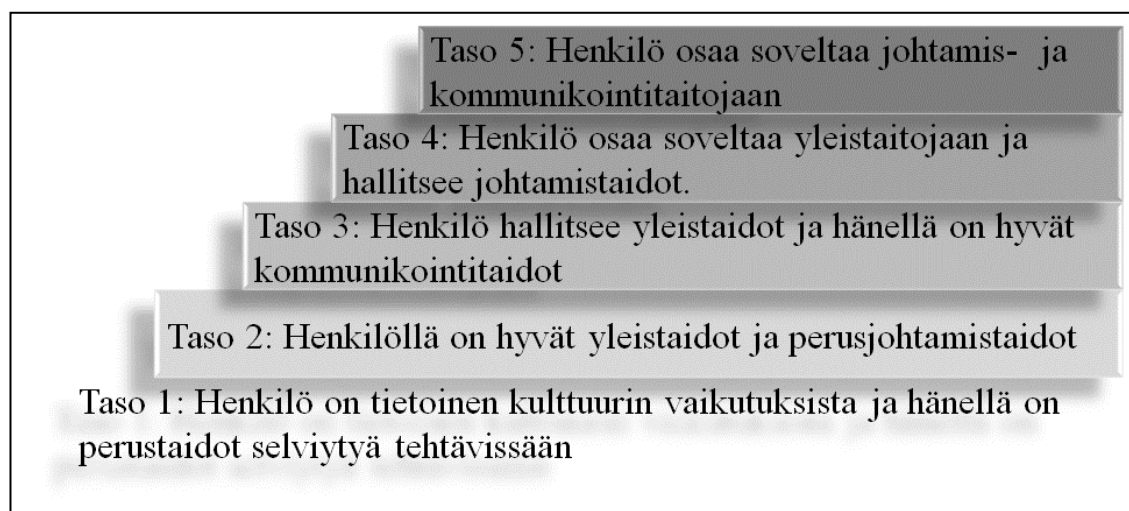 Taso 5: Henkilö osaa soveltaa johtamis- ja
kommunikointitaitojaan
Taso 4: Henkilö osaa soveltaa yleistaitojaan ja
hallitsee johtamistaidot.
Taso 3: Henkilö hallitsee yleistaidot ja hänellä on hyvät
kommunikointitaidot
Taso 2: Henkilöllä on hyvät yleistaidot ja perusjohtamistaidot
Taso 1: Henkilö on tietoinen kulttuurin vaikutuksista ja hänellä on
perustaidot selviytyä tehtävissään